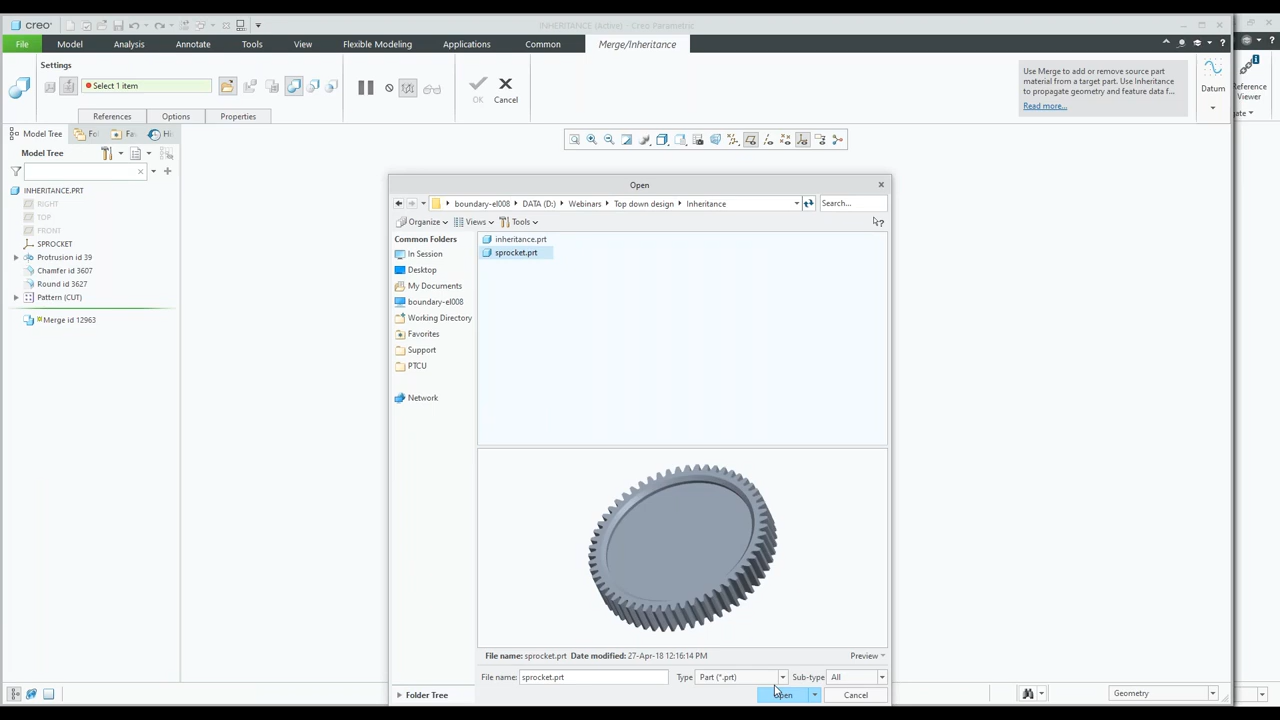 creo
INHERITANCE (Active) - Creo Parametric
File Model Analysis Annotate Tools View Flexible Modeling Applications Common Merge/Inheritance
Settings
Select 1 item
OK Cancel
References Options Properties
Use Merge to add or remove source part
material from a target part. Use Inheritance
to propagate geometry and feature data f...
Read more...
Datum
Reference
Viewer
gate
Model Tree Fol Fa Hi
Model Tree
INHERITANCE.PRT
RIGHT
TOP
FRONT
SPROCKET
Protrusion id 39
Chamfer id 3607
Round id 3627
Pattern (CUT)
Merge id 12963
Open
boundary-el008 DATA (D:) Webinars Top down design Inheritance Search...
Organize Views Tools
Common Folders
In Session
Desktop
My Documents
boundary-el008
Working Directory
Favorites
Support
PTCU
Network
inheritance.prt
sprocket.prt
File name: sprocket.prt Date modified: 27-Apr-18 12:16:14 PM Preview
File name: sprocket.prt Type Part (*.prt) Sub-type All
Folder Tree
Open Cancel
Geometry